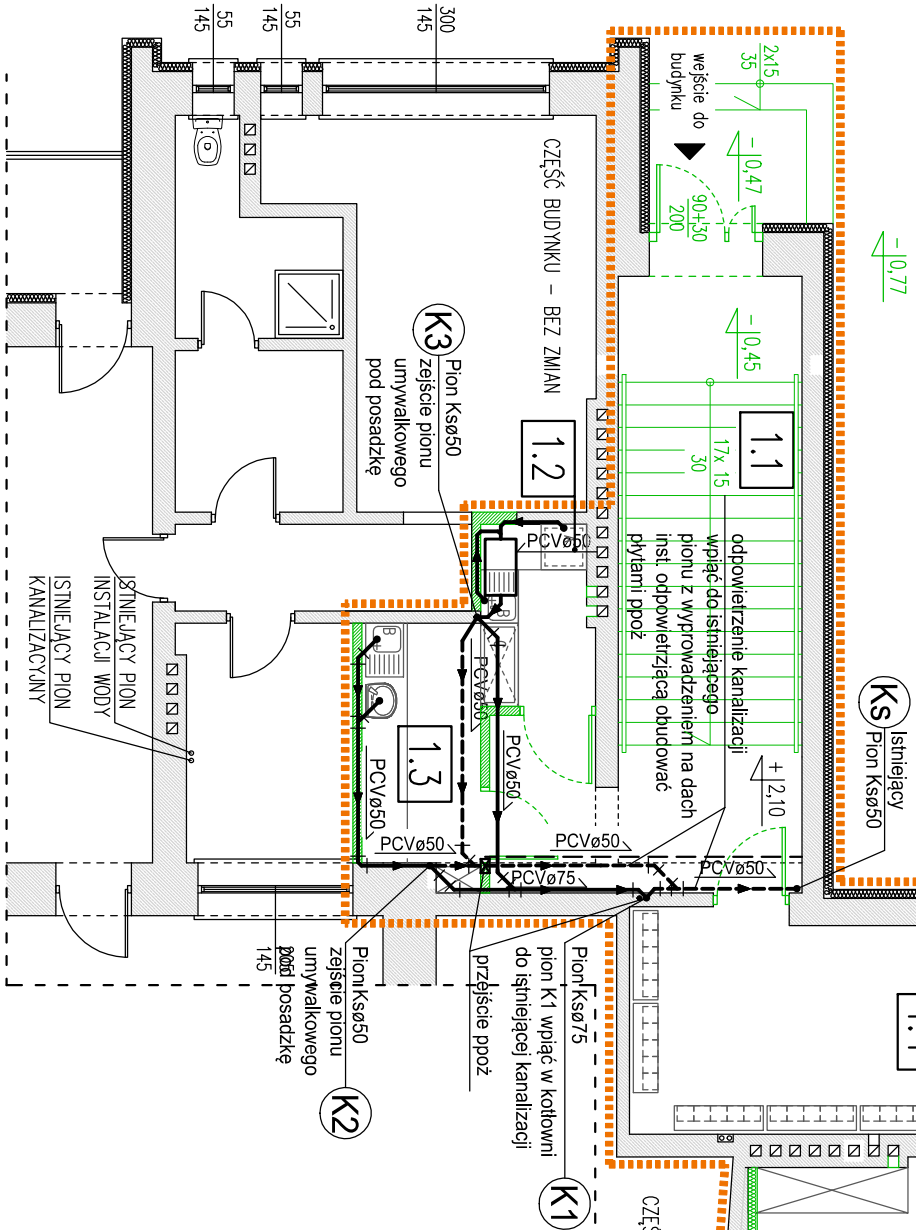 55
145
55
145
300
145
wejście do
budynku
2x15
35
- 0,47
90+30
200
- 0,77
- 0,45
CZĘŚĆ BUDYNKU - BEZ ZMIAN
K3
Pion Ksø50
zejście pionu
umywalkowego
pod posadzkę
1.2
1.1
17x 15
30
odpowietrzenie kanalizacji
wpiąć do istniejącego
pionu z wyprowadzeniem na dach
inst. odpowietrzającą obudować
płytami ppoż
Ks
Istniejący
Pion Ksø50
+ 2,10
PCVø50
PCVø50
PCVø50
PCVø50
PCVø50
PCVø50
PCVø75
B
B
1.3
ISTNIEJĄCY PION
INSTALACJI WODY
ISTNIEJĄCY PION
KANALIZACYJNY
145
K2
Pion Ksø50
zejście pionu
umywalkowego
pod posadzkę
przejście ppoż
K1
Pion Ksø75
pion K1 wpiąć w kotłowni
do istniejącej kanalizacji